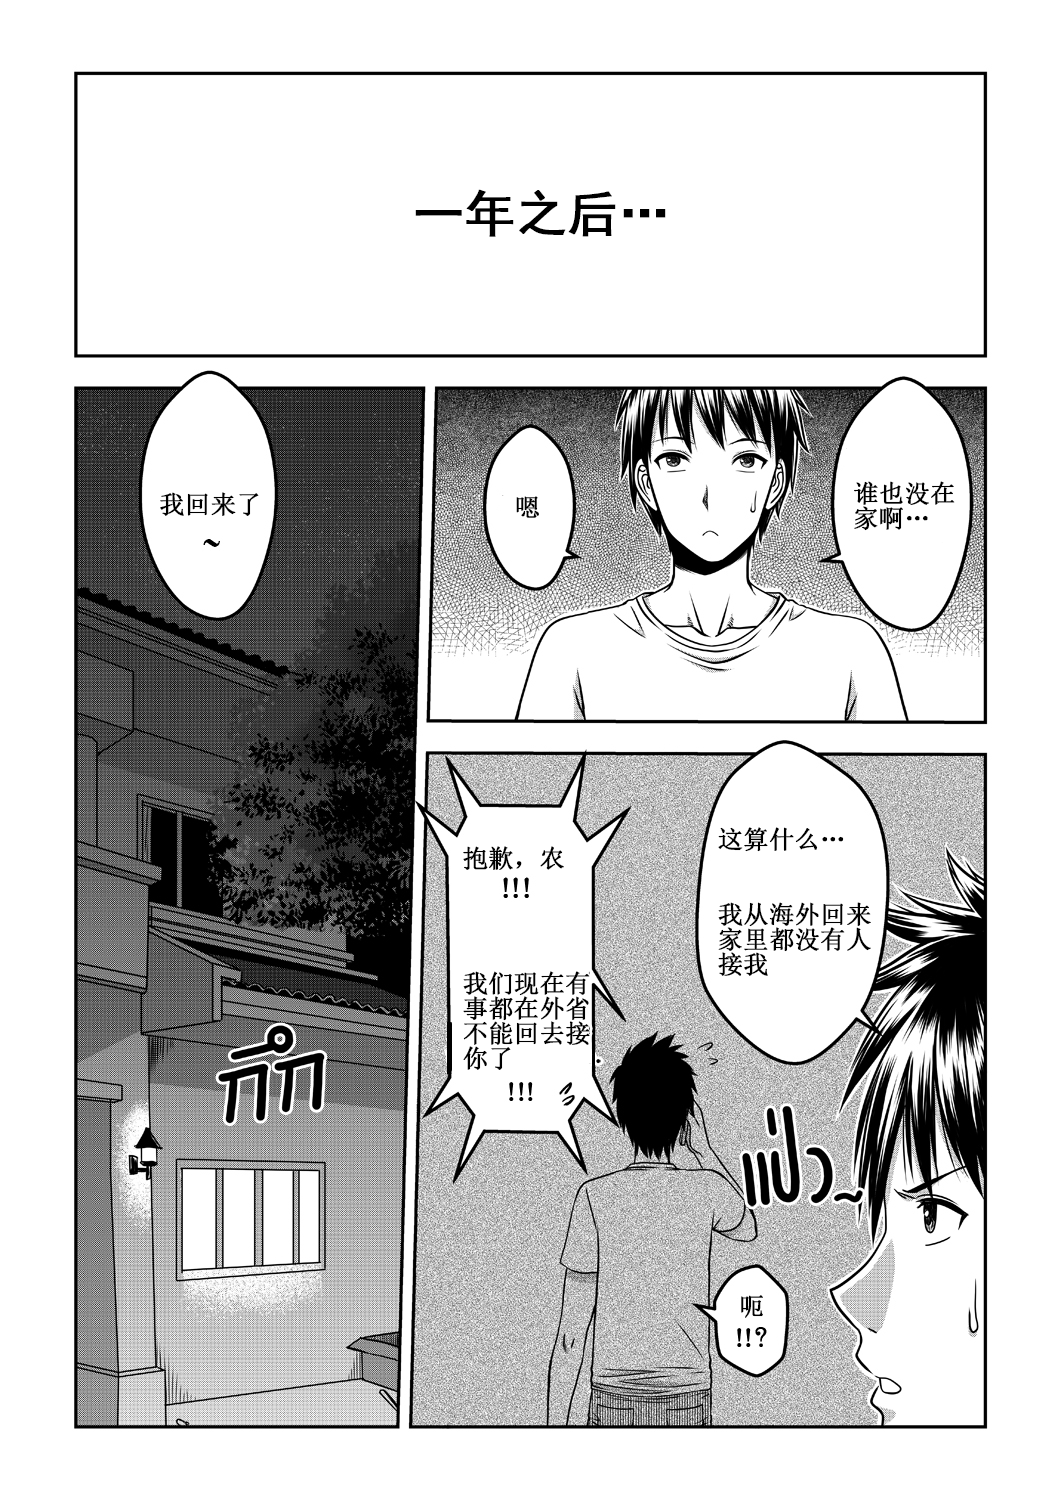 一年之后…
我回来了
~
谁也没在
家啊…
嗯
抱歉，农
!!!
我们现在有
事都在外省
不能回去接
你了
!!!
这算什么…
我从海外回来
家里都没有人
接我
呃
!!?